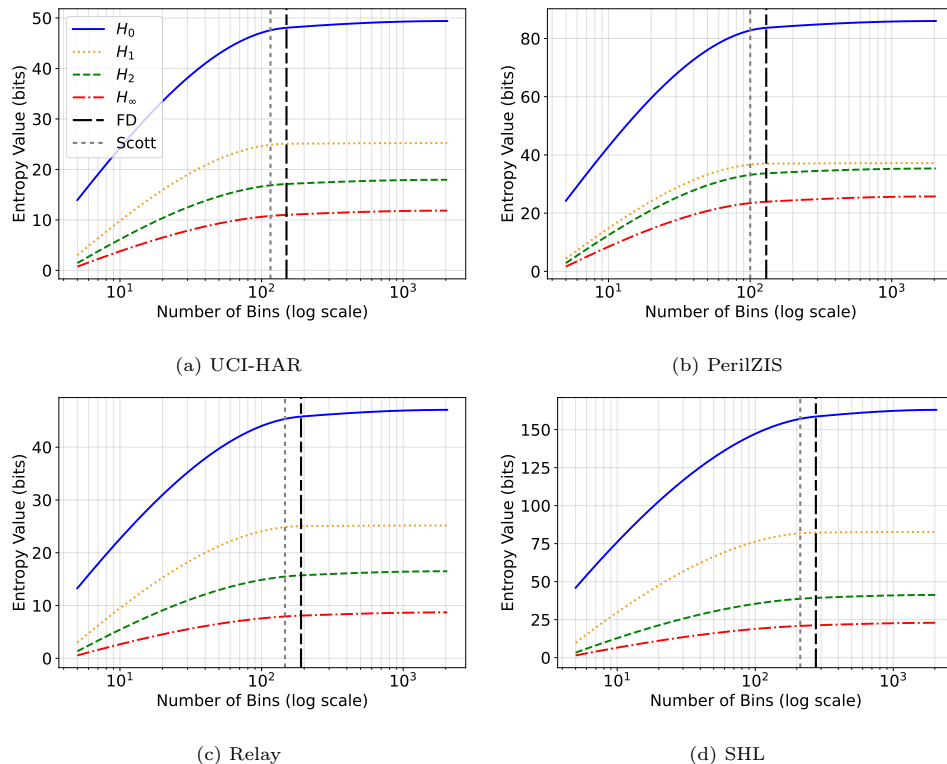 50
40
30
20
10
0
Entropy Value (bits)
H0
H1
H2
H∞
FD
Scott
10^1
10^2
10^3
Number of Bins (log scale)
(a) UCI-HAR
80
60
40
20
0
Entropy Value (bits)
10^1
10^2
10^3
Number of Bins (log scale)
(b) PerilZIS
40
30
20
10
0
Entropy Value (bits)
10^1
10^2
10^3
Number of Bins (log scale)
(c) Relay
150
125
100
75
50
25
0
Entropy Value (bits)
10^1
10^2
10^3
Number of Bins (log scale)
(d) SHL